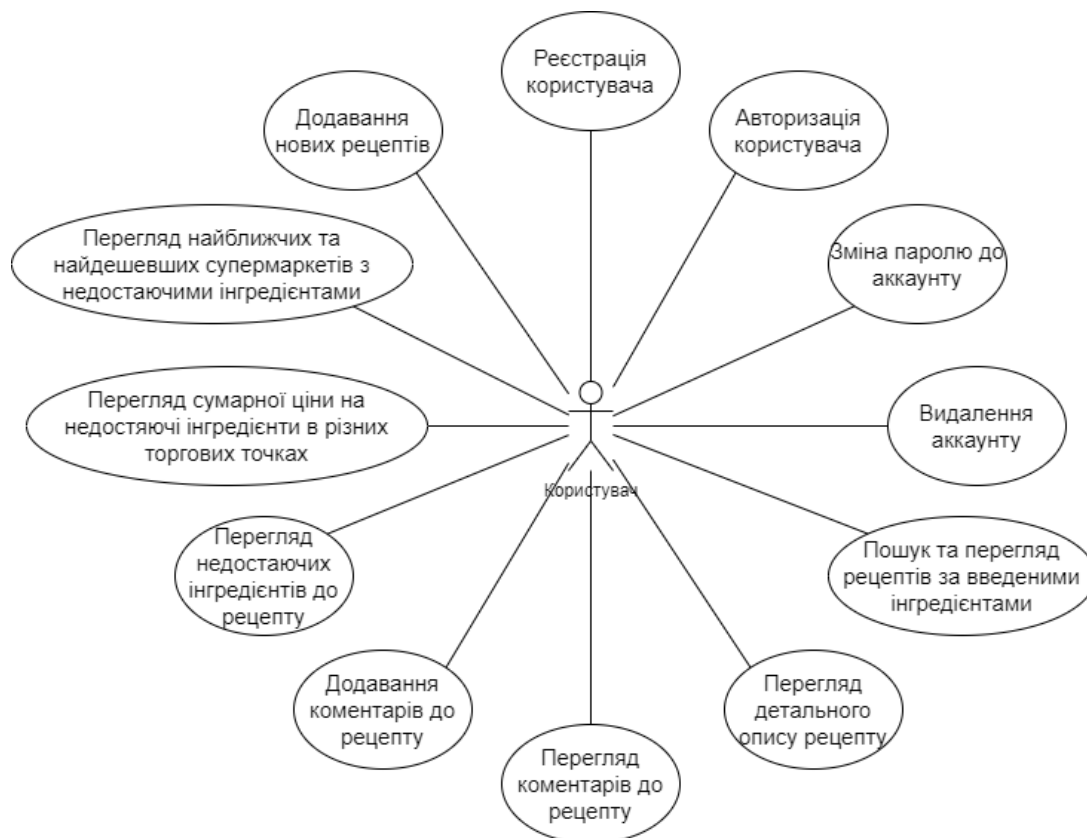 Реєстрація
користувача
Додавання
нових рецептів
Авторизація
користувача
Перегляд найближчих та
найдешевших супермаркетів з
недостаючими інгредієнтами
Зміна паролю до
аккаунту
Перегляд сумарної ціни на
недостяючі інгредієнти в різних
торгових точках
Видалення
аккаунту
Користувач
Перегляд
недостаючих
інгредієнтів до
рецепту
Пошук та перегляд
рецептів за введеними
інгредієнтами
Додавання
коментарів до
рецепту
Перегляд
детального
опису рецепту
Перегляд
коментарів до
рецепту